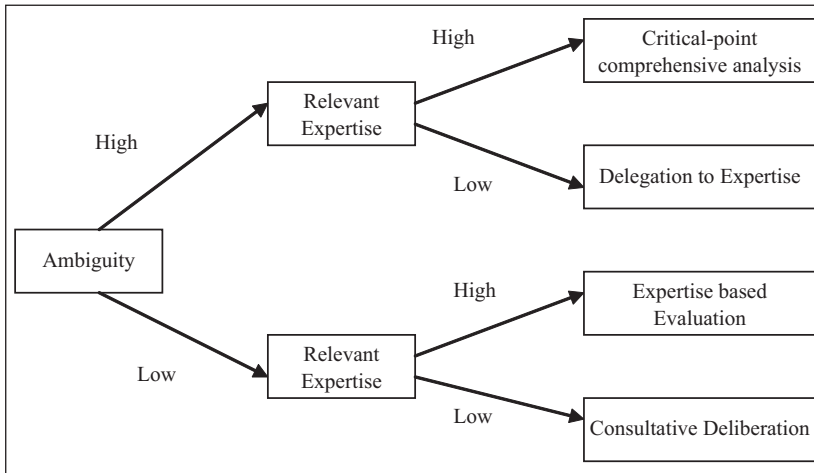 High
Critical-point
comprehensive analysis
Relevant
Expertise
High
Low
Delegation to Expertise
Ambiguity
High
Expertise based
Evaluation
Low
Relevant
Expertise
Low
Consultative Deliberation